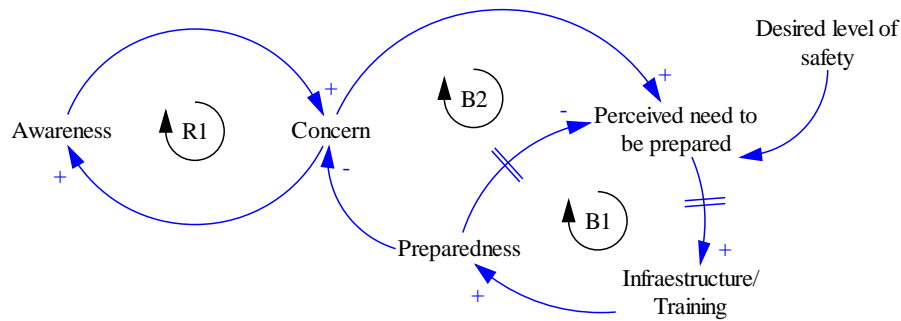 Desired level of
safety
+
+
-
B2
Awareness
R1
Concern
Perceived need to
be prepared
+
-
B1
Preparedness
+
+
Infraestructure/
Training